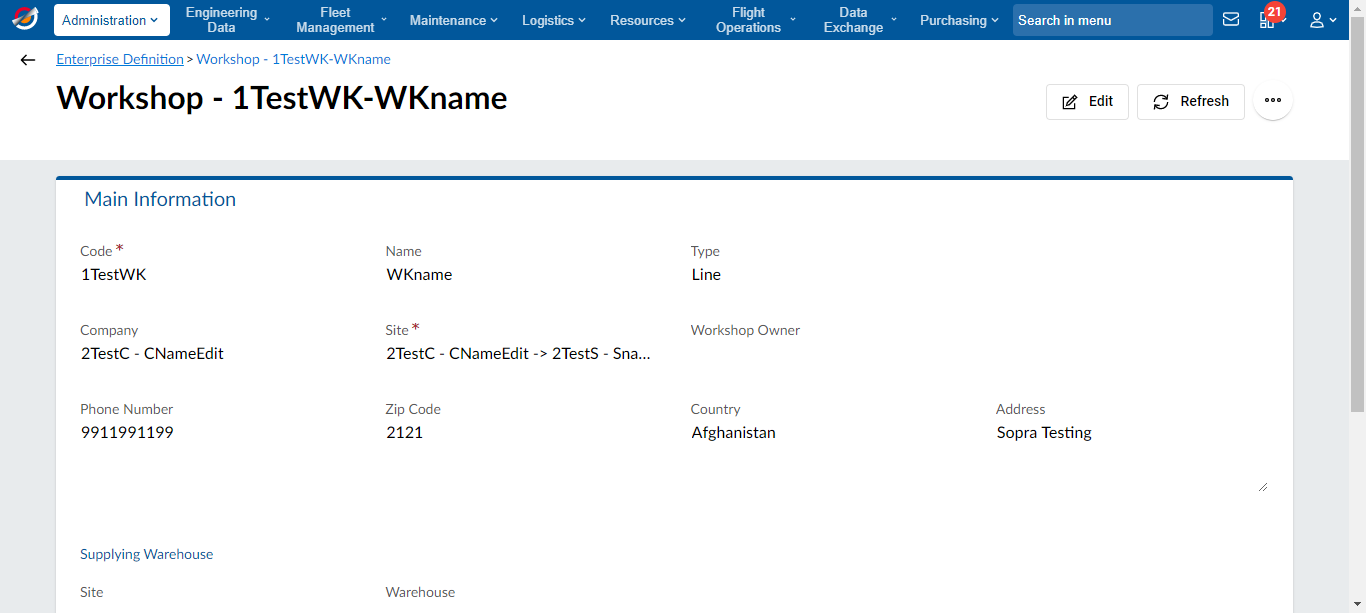 Administration
Engineering Data
Fleet Management
Maintenance
Logistics
Resources
Flight Operations
Data Exchange
Purchasing
Search in menu
21
Enterprise Definition > Workshop - 1TestWK-WKname
Workshop - 1TestWK-WKname
Edit
Refresh
Main Information
Code *
Name
Type
1TestWK
WKname
Line
Company
Site *
Workshop Owner
2TestC - CNameEdit
2TestC - CNameEdit -> 2TestS - Sna...
Phone Number
Zip Code
Country
Address
9911991199
2121
Afghanistan
Sopra Testing
Supplying Warehouse
Site
Warehouse